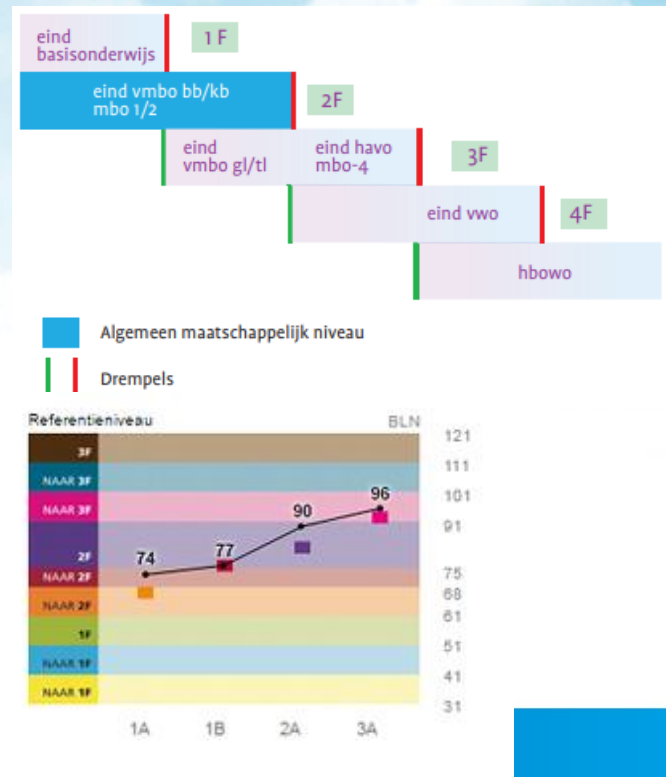 eind
basisonderwijs
1 F
eind vmbo bb/kb
mbo 1/2
2F
eind
vmbo gl/tl
eind havo
mbo-4
3F
eind vwo
4F
hbowo
Algemeen maatschappelijk niveau
Drempels
Referentieniveau
BLN
3F
NAAR 3F
NAAR 3F
2F
NAAR 2F
NAAR 2F
1F
NAAR 1F
NAAR 1F
74
77
90
96
121
111
101
91
75
68
61
51
41
31
1A
1B
2A
3A